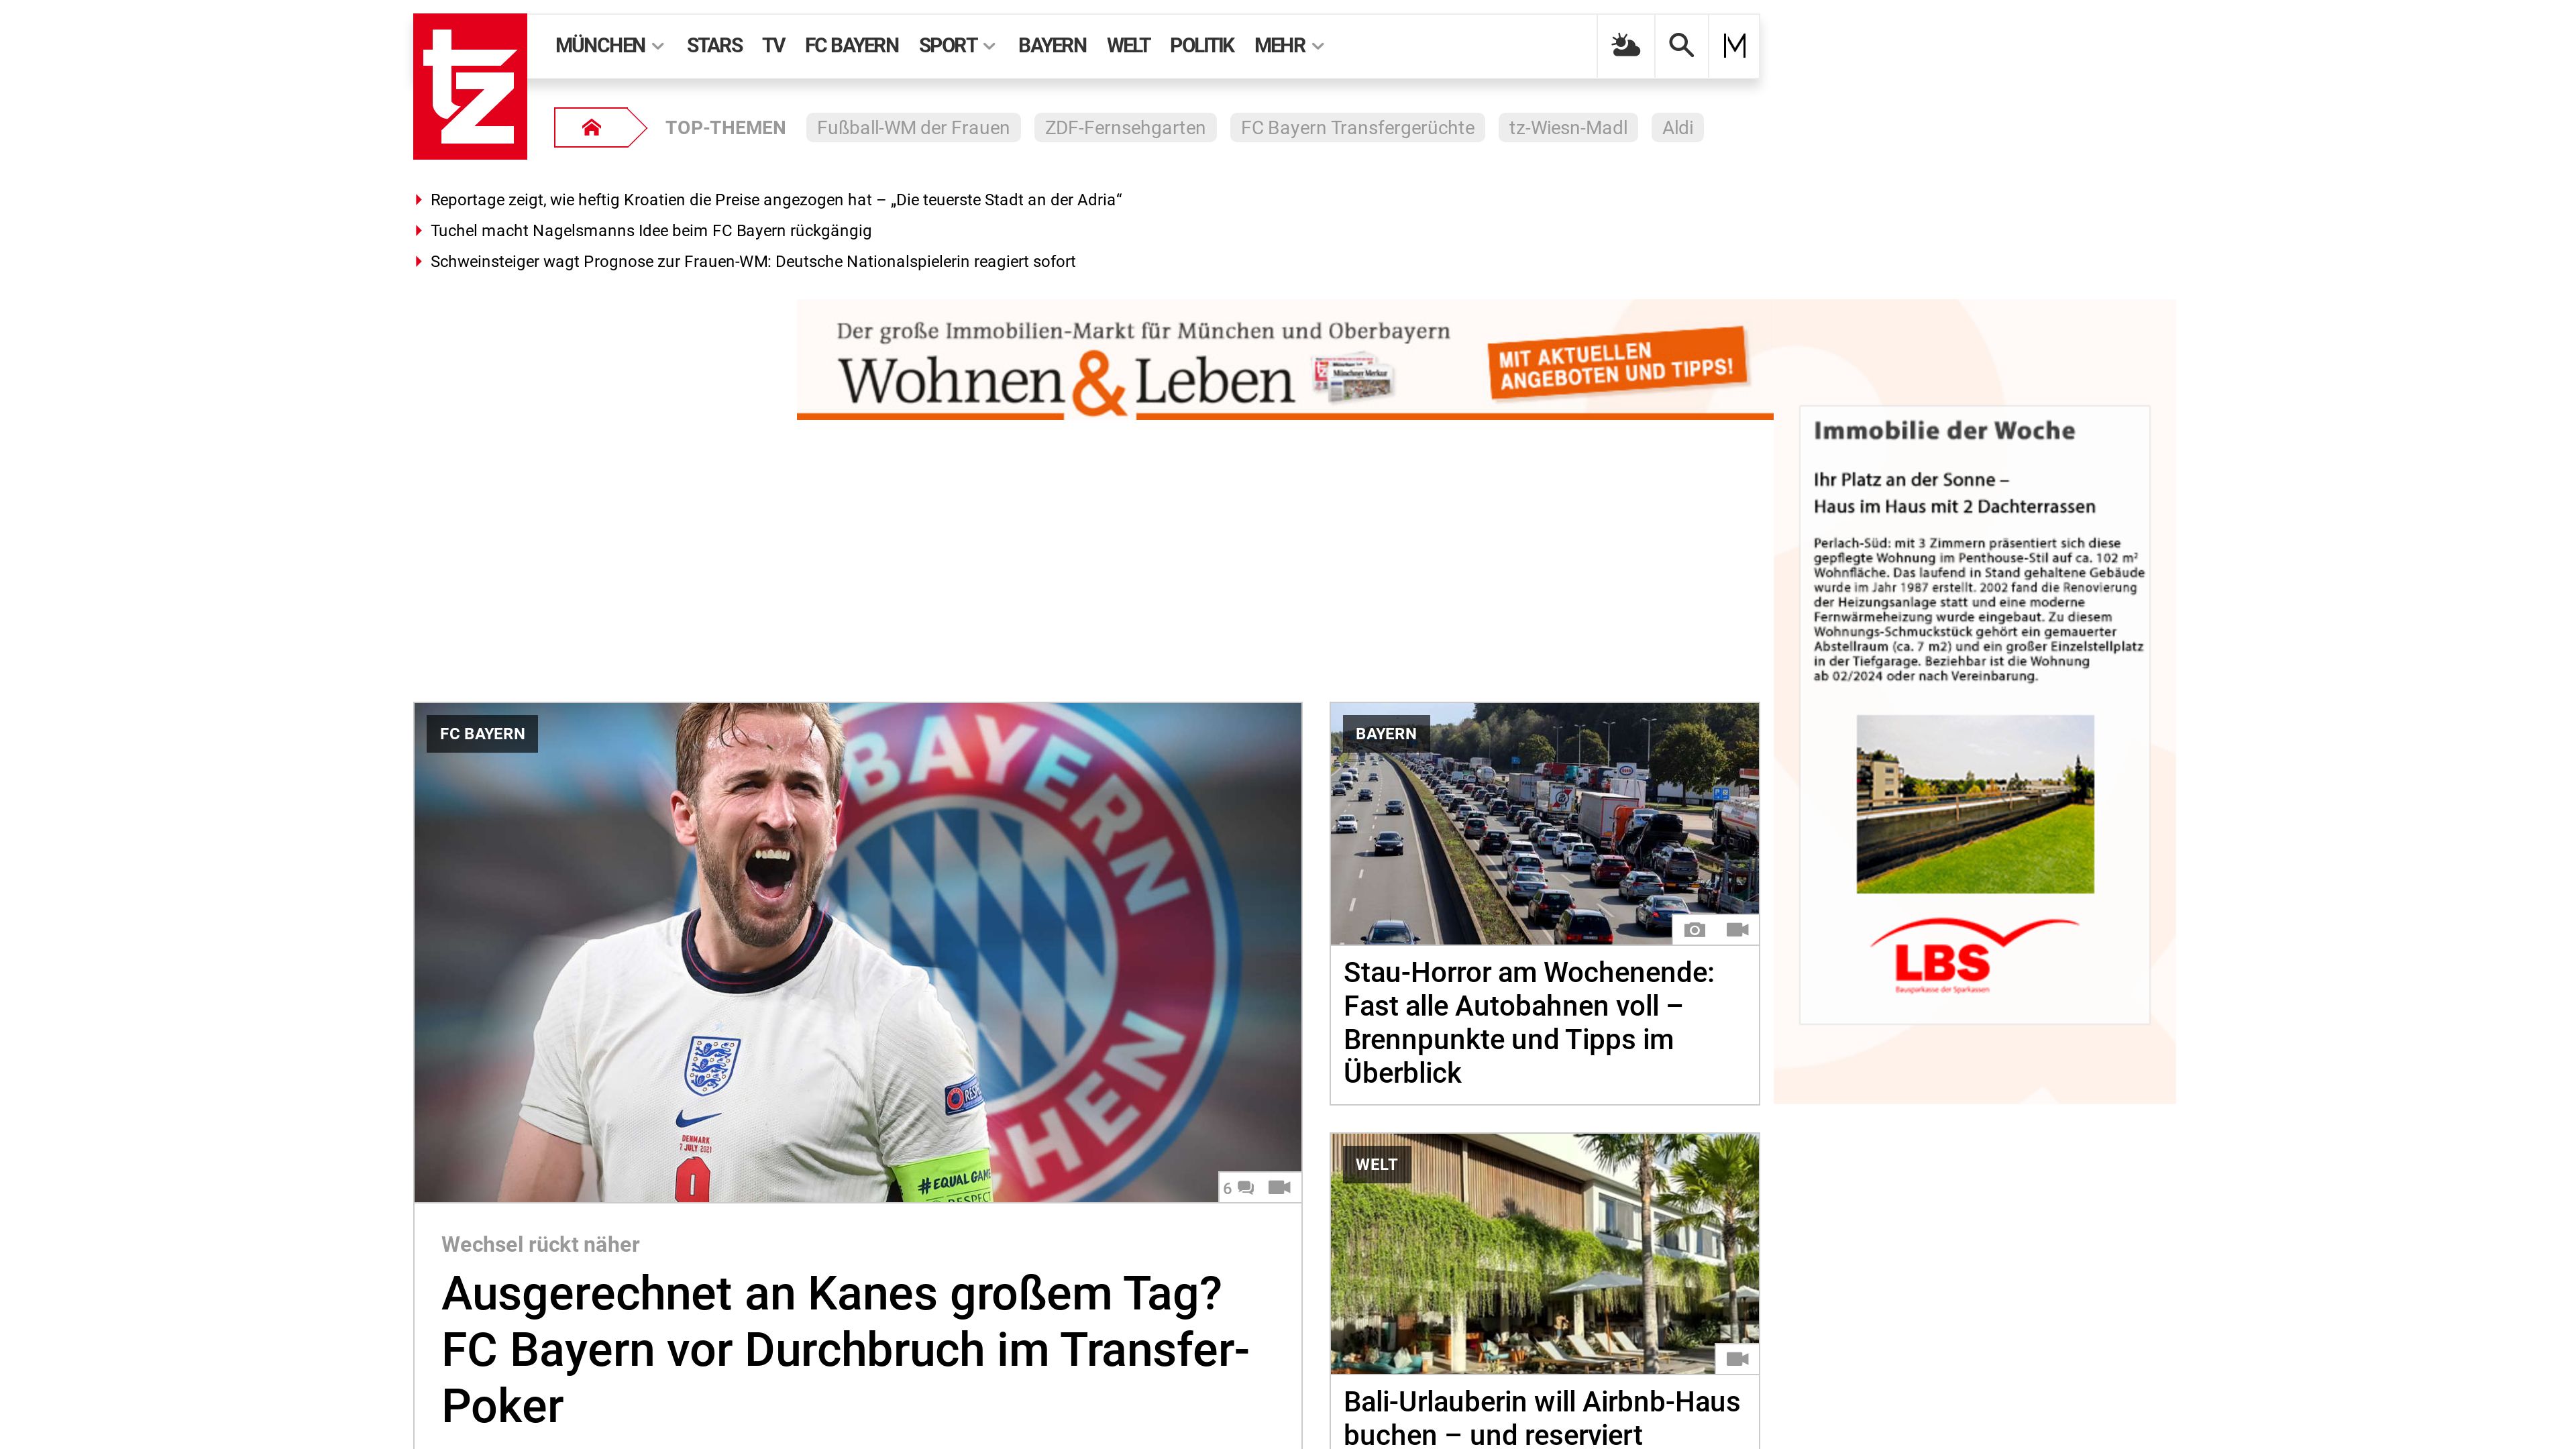 tz
MÜNCHEN STARS TV FC BAYERN SPORT BAYERN WELT POLITIK MEHR
TOP-THEMEN Fußball-WM der Frauen ZDF-Fernsehgarten FC Bayern Transfergerüchte tz-Wiesn-Madl Aldi
Reportage zeigt, wie heftig Kroatien die Preise angezogen hat – „Die teuerste Stadt an der Adria“
Tuchel macht Nagelsmanns Idee beim FC Bayern rückgängig
Schweinsteiger wagt Prognose zur Frauen-WM: Deutsche Nationalspielerin reagiert sofort
Der große Immobilien-Markt für München und Oberbayern
Wohnen & Leben
MIT AKTUELLEN
ANGEBOTEN UND TIPPS!
Immobilie der Woche
Ihr Platz an der Sonne –
Haus im Haus mit 2 Dachterrassen
Perlach-Süd: mit 3 Zimmern präsentiert sich diese
gepflegte Wohnung im Penthouse-Stil auf ca. 102 m²
Wohnfläche. Das laufend in Stand gehaltene Gebäude
wurde im Jahr 1987 erstellt. 2002 fand die Renovierung
der Heizungsanlage statt und eine moderne
Fernwärmeheizung wurde eingebaut. Zu diesem
Wohnungs-Schmuckstück gehört ein gemauerter
Abstellraum (ca. 7 m2) und ein großer Einzelstellplatz
in der Tiefgarage. Beziehbar ist die Wohnung
ab 02/2024 oder nach Vereinbarung.
LBS
Bausparkasse der Sparkassen
FC BAYERN
BAYERN
CHEN
DENMARK
7 JULY 2021
#EQUAL GAME
RESPECT
6
Wechsel rückt näher
Ausgerechnet an Kanes großem Tag?
FC Bayern vor Durchbruch im Transfer-
Poker
BAYERN
Stau-Horror am Wochenende:
Fast alle Autobahnen voll –
Brennpunkte und Tipps im
Überblick
WELT
Bali-Urlauberin will Airbnb-Haus
buchen – und reserviert